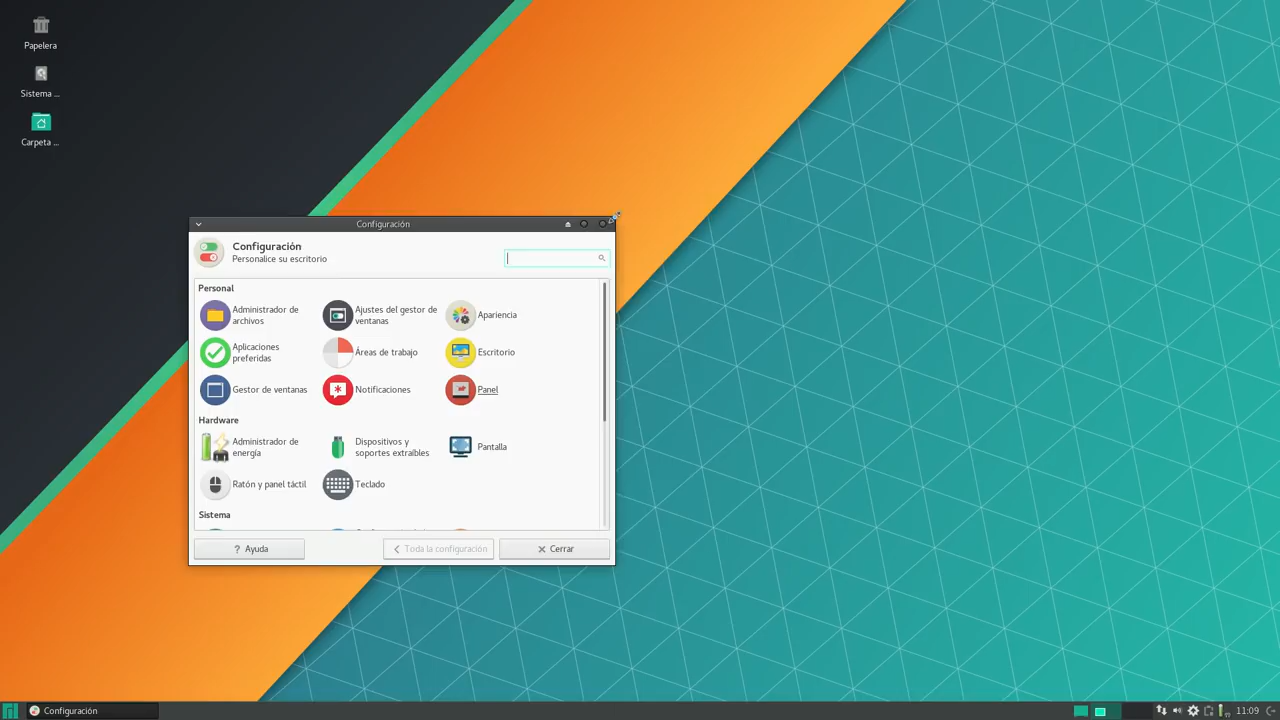 Papelera
Sistema ...
Carpeta ...
Configuración
Configuración
Personalice su escritorio
Personal
Administrador de
archivos
Ajustes del gestor de
ventanas
Apariencia
Aplicaciones
preferidas
Áreas de trabajo
Escritorio
Gestor de ventanas
Notificaciones
Panel
Hardware
Administrador de
energía
Dispositivos y
soportes extraíbles
Pantalla
Ratón y panel táctil
Teclado
Sistema
? Ayuda
Toda la configuración
Cerrar
Configuración
11:09